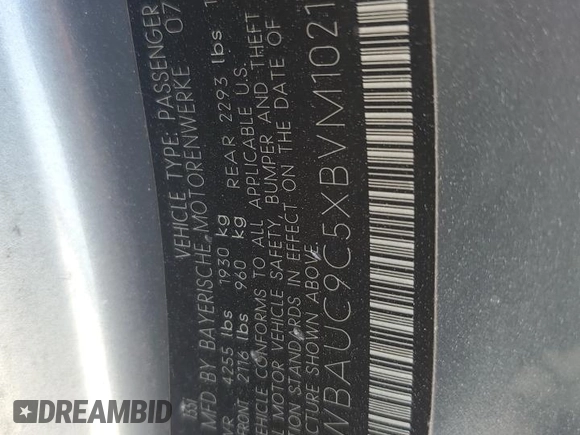 VEHICLE TYPE: PASSENGER
MFD BY BAYERISCHE MOTORENWERKE 07
4255 lbs 1930 kg REAR 2293 lbs
FRONT 2116 lbs 960 kg
VEHICLE CONFORMS TO ALL APPLICABLE U.S.
MOTOR VEHICLE SAFETY, BUMPER AND THEFT
STANDARDS IN EFFECT ON THE DATE OF
SHOWN ABOVE.
WBAUC9C5XBVM1021
DREAMBID